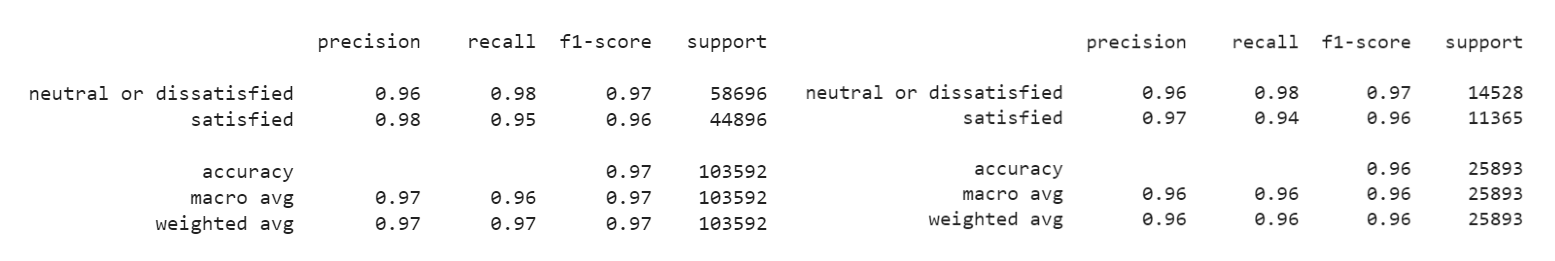 precision recall f1-score support
neutral or dissatisfied 0.96 0.98 0.97 58696
satisfied 0.98 0.95 0.96 44896
accuracy 0.97 103592
macro avg 0.97 0.96 0.97 103592
weighted avg 0.97 0.97 0.97 103592
precision recall f1-score support
neutral or dissatisfied 0.96 0.98 0.97 14528
satisfied 0.97 0.94 0.96 11365
accuracy 0.96 25893
macro avg 0.96 0.96 0.96 25893
weighted avg 0.96 0.96 0.96 25893